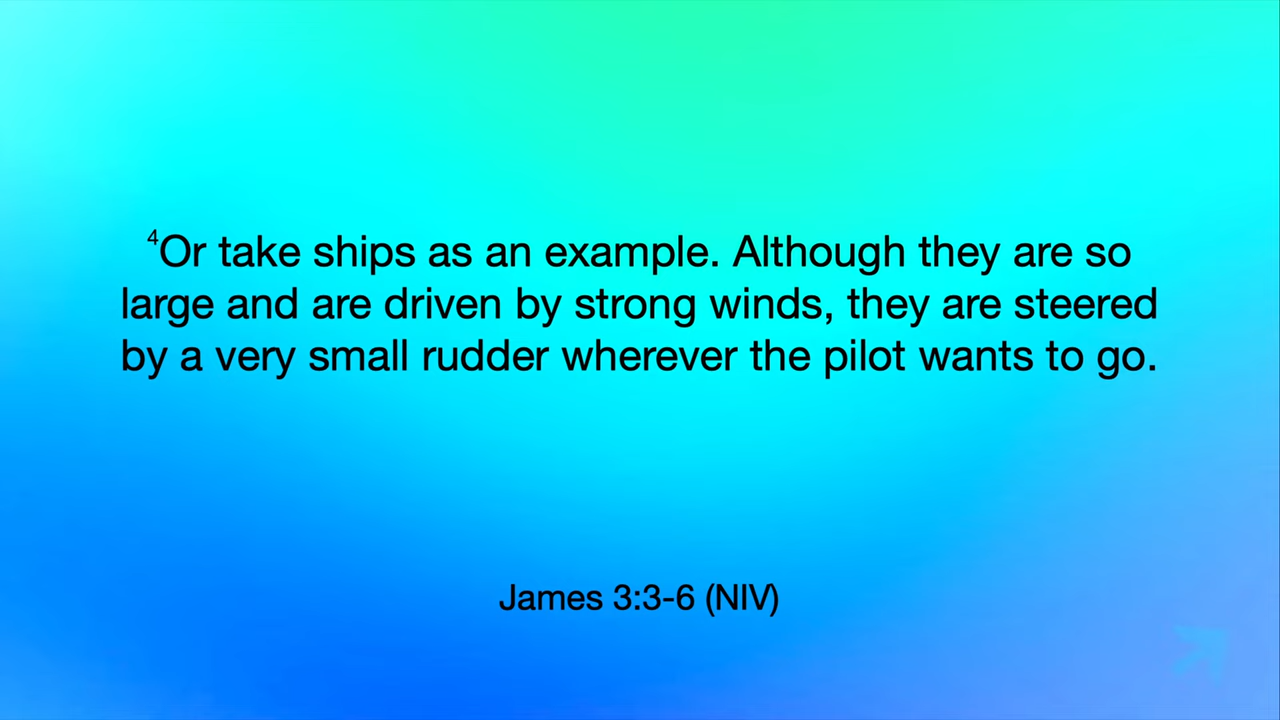 ⁴Or take ships as an example. Although they are so
large and are driven by strong winds, they are steered
by a very small rudder wherever the pilot wants to go.
James 3:3-6 (NIV)